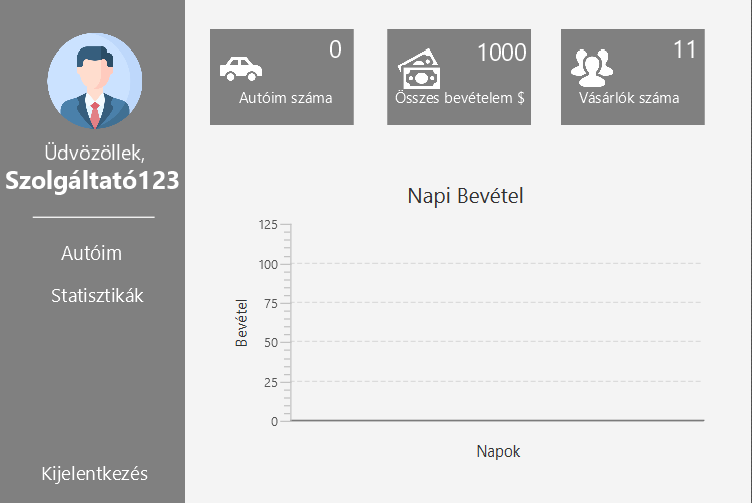 Üdvözöllek,
Szolgáltató123
Autóim
Statisztikák
Kijelentkezés
0
Autóim száma
1000
Összes bevételem $
11
Vásárlók száma
Napi Bevétel
125
100
75
50
25
0
Bevétel
Napok